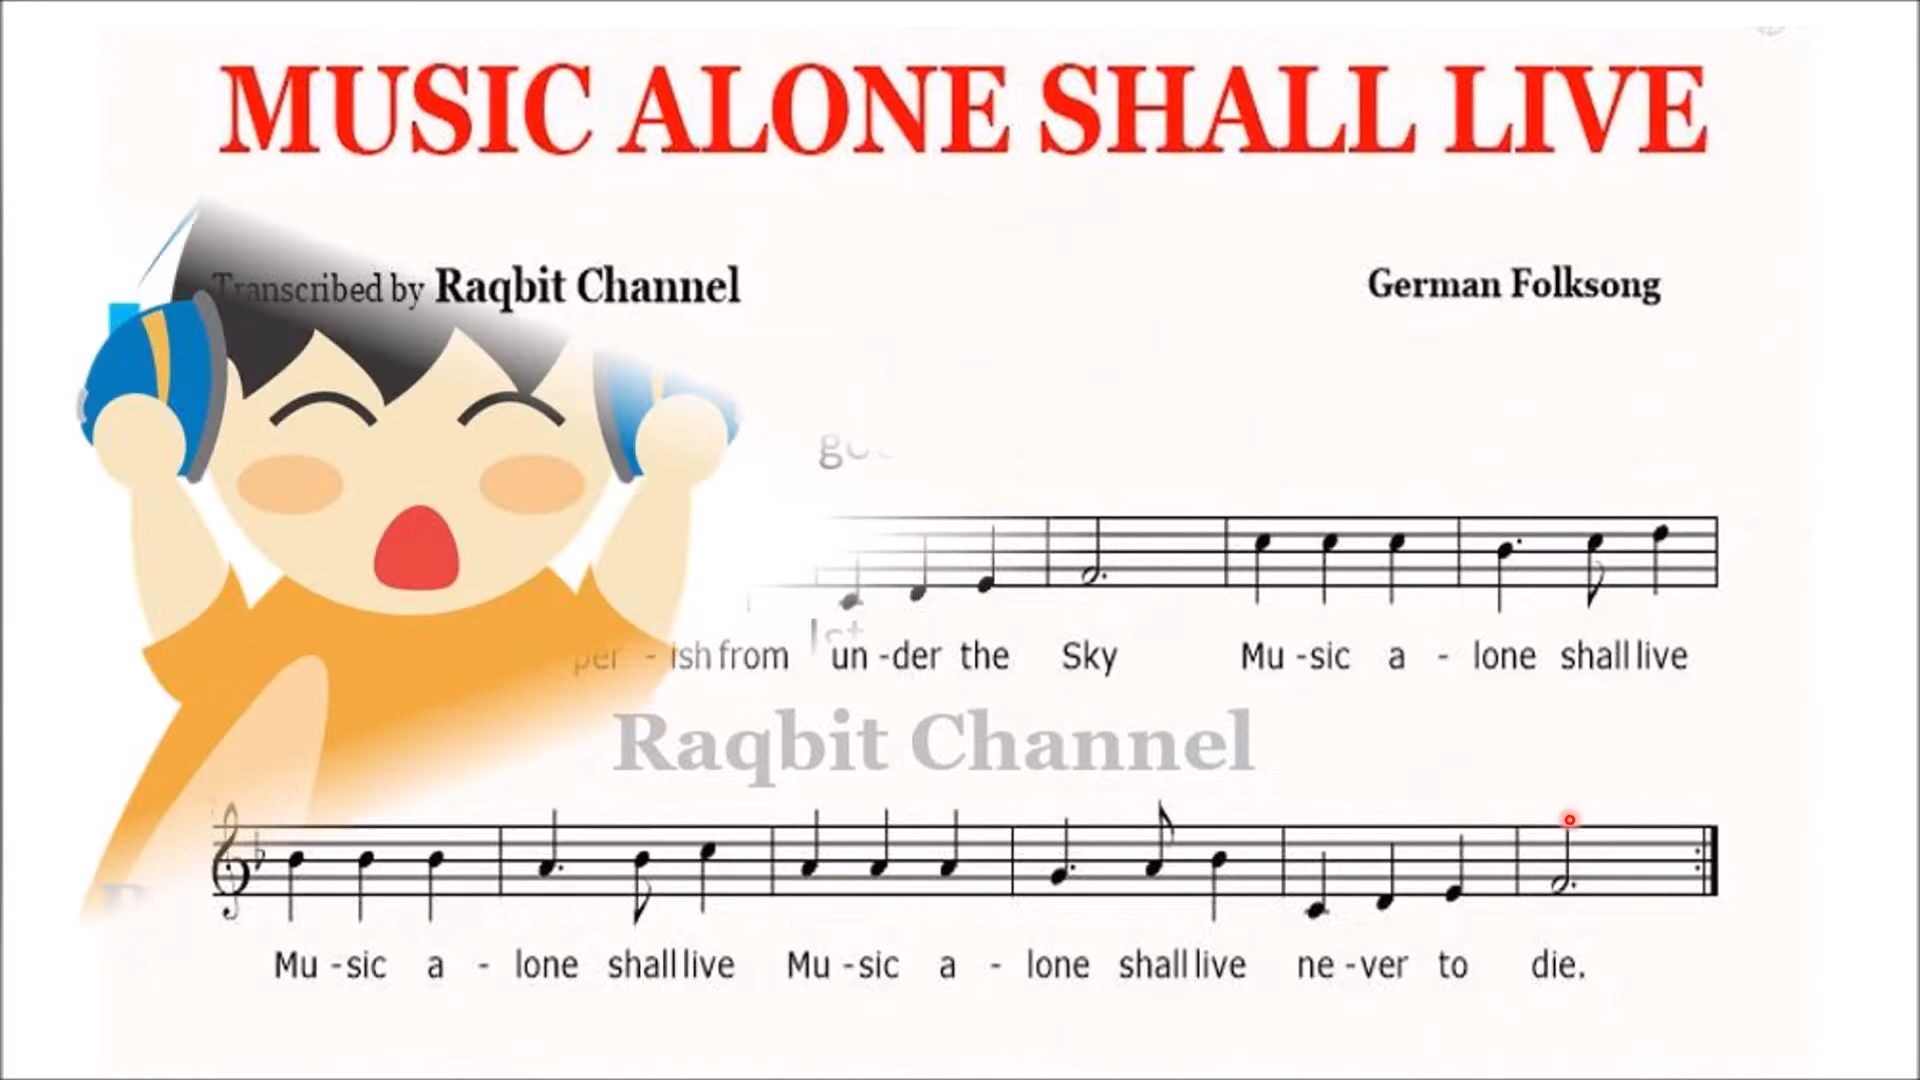 MUSIC ALONE SHALL LIVE
Transcribed by Raqbit Channel
German Folksong
per - ish from un -der the Sky Mu -sic a - lone shall live
Raqbit Channel
Mu -sic a - lone shall live Mu -sic a - lone shall live ne -ver to die.